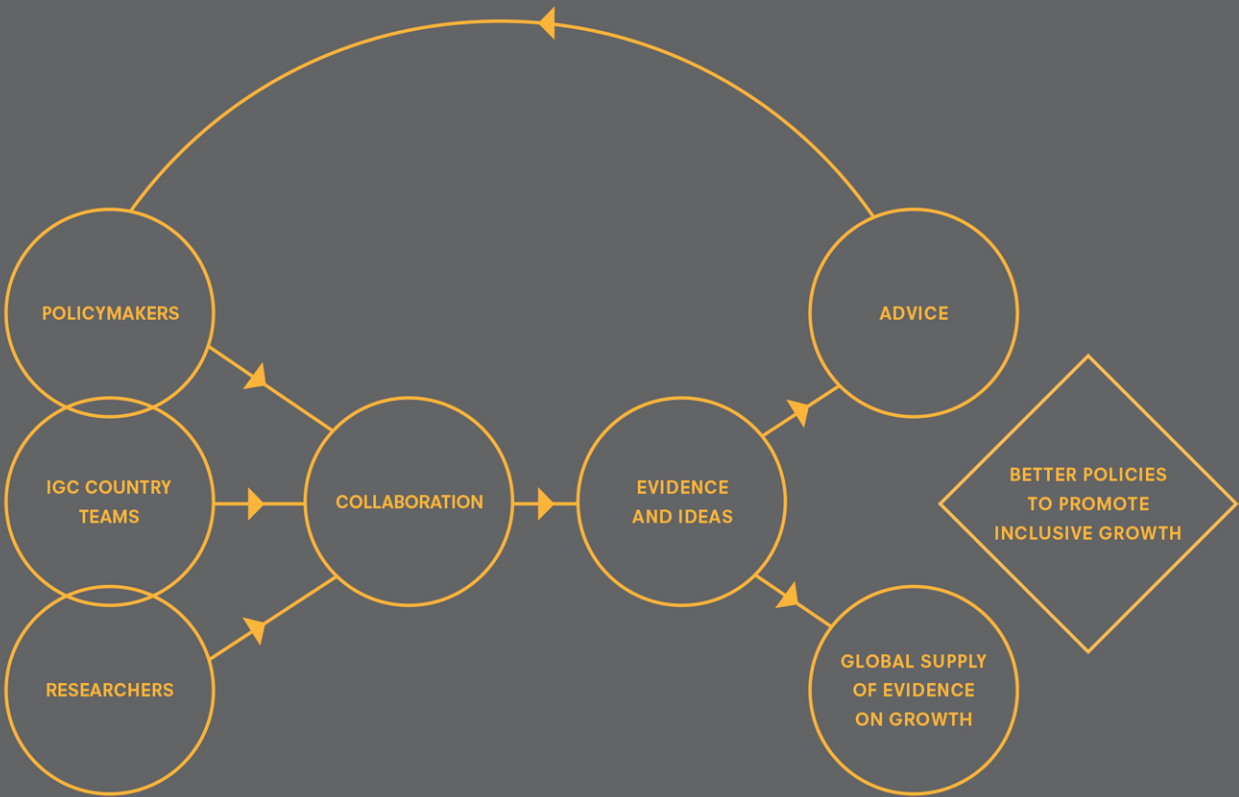 POLICYMAKERS
ADVICE
IGC COUNTRY
TEAMS
COLLABORATION
EVIDENCE
AND IDEAS
BETTER POLICIES
TO PROMOTE
INCLUSIVE GROWTH
RESEARCHERS
GLOBAL SUPPLY
OF EVIDENCE
ON GROWTH